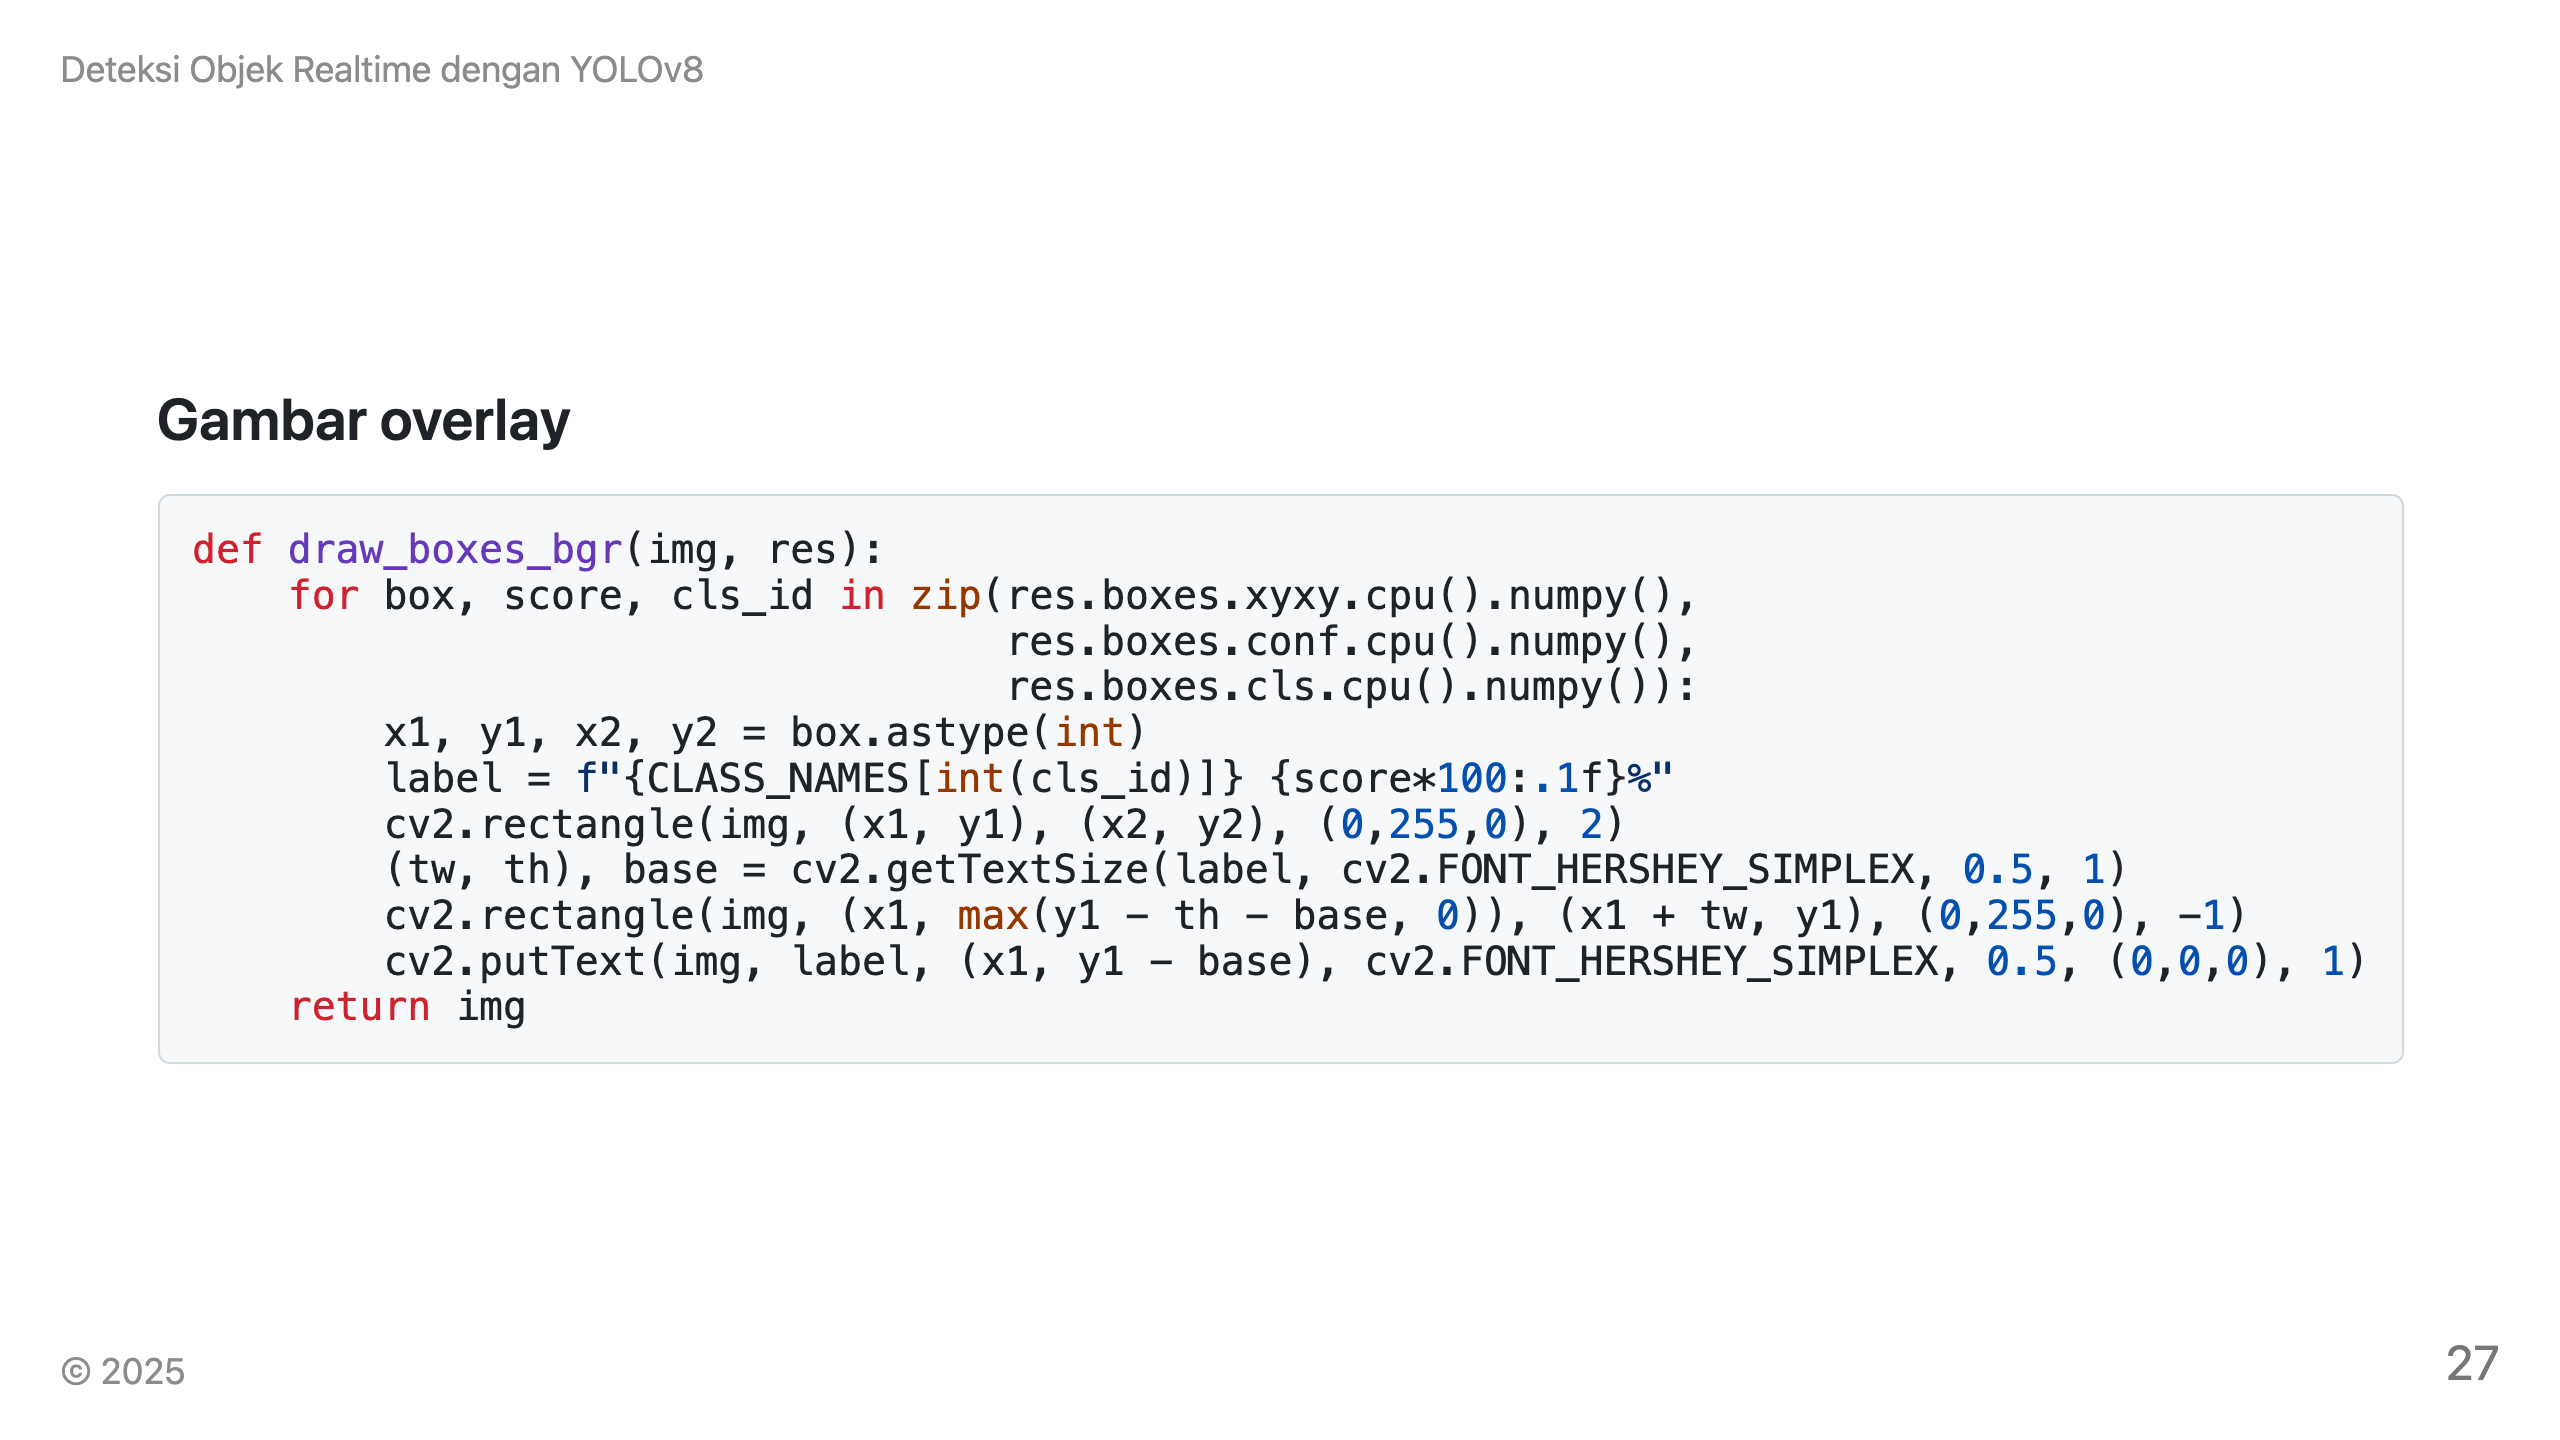 Deteksi Objek Realtime dengan YOLOv8
Gambar overlay
def draw_boxes_bgr(img, res):
    for box, score, cls_id in zip(res.boxes.xyxy.cpu().numpy(),
                                  res.boxes.conf.cpu().numpy(),
                                  res.boxes.cls.cpu().numpy()):
        x1, y1, x2, y2 = box.astype(int)
        label = f"{CLASS_NAMES[int(cls_id)]} {score*100:.1f}%"
        cv2.rectangle(img, (x1, y1), (x2, y2), (0,255,0), 2)
        (tw, th), base = cv2.getTextSize(label, cv2.FONT_HERSHEY_SIMPLEX, 0.5, 1)
        cv2.rectangle(img, (x1, max(y1 - th - base, 0)), (x1 + tw, y1), (0,255,0), -1)
        cv2.putText(img, label, (x1, y1 - base), cv2.FONT_HERSHEY_SIMPLEX, 0.5, (0,0,0), 1)
    return img
© 2025
27